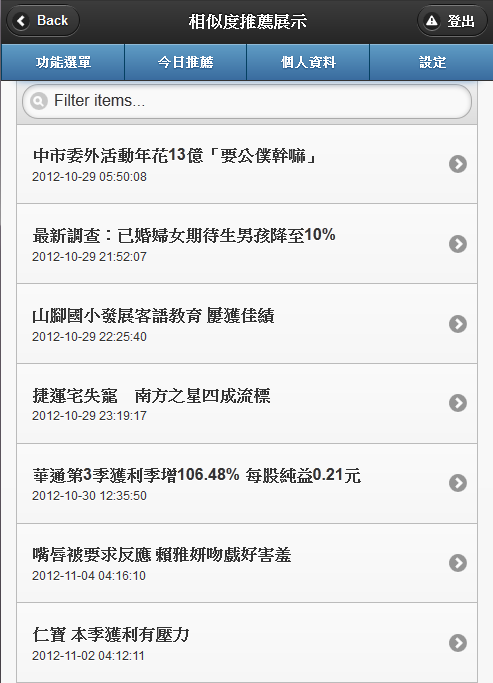 Back
相似度推薦展示
登出
功能選單
今日推薦
個人資料
設定
Filter items...
中市委外活動年花13億「要公僕幹嘛」
2012-10-29 05:50:08
最新調查：已婚婦女期待生男孩降至10%
2012-10-29 21:52:07
山腳國小發展客語教育 屢獲佳績
2012-10-29 22:25:40
捷運宅失寵　南方之星四成流標
2012-10-29 23:19:17
華通第3季獲利季增106.48% 每股純益0.21元
2012-10-30 12:35:50
嘴唇被要求反應 賴雅妍吻戲好害羞
2012-11-04 04:16:10
仁寶 本季獲利有壓力
2012-11-02 04:12:11